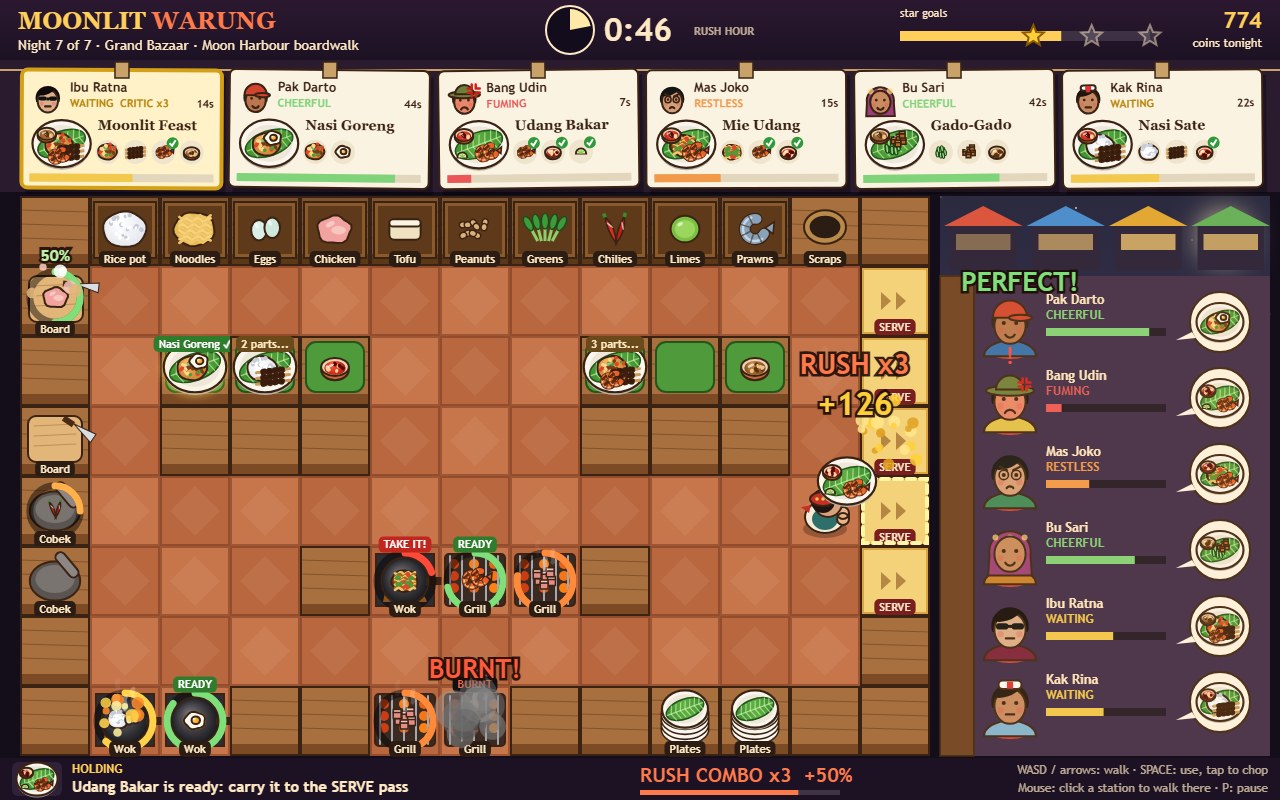 MOONLIT WARUNG
Night 7 of 7 · Grand Bazaar · Moon Harbour boardwalk
0:46
RUSH HOUR
star goals
774
coins tonight
Ibu Ratna
WAITING CRITIC x3
14s
Moonlit Feast
Pak Darto
CHEERFUL
44s
Nasi Goreng
Bang Udin
FUMING
7s
Udang Bakar
Mas Joko
RESTLESS
15s
Mie Udang
Bu Sari
CHEERFUL
42s
Gado-Gado
Kak Rina
WAITING
22s
Nasi Sate
Rice pot
Noodles
Eggs
Chicken
Tofu
Peanuts
Greens
Chilies
Limes
Prawns
Scraps
50%
Board
SERVE
Nasi Goreng
2 parts...
3 parts...
RUSH x3
+126
SERVE
Board
SERVE
Cobek
SERVE
TAKE IT!
READY
Cobek
Wok
Grill
Grill
SERVE
BURNT!
BURNT
READY
Wok
Wok
Grill
Grill
Plates
Plates
PERFECT!
Pak Darto
CHEERFUL
Bang Udin
FUMING
Mas Joko
RESTLESS
Bu Sari
CHEERFUL
Ibu Ratna
WAITING
Kak Rina
WAITING
HOLDING
Udang Bakar is ready: carry it to the SERVE pass
RUSH COMBO x3 +50%
WASD / arrows: walk · SPACE: use, tap to chop
Mouse: click a station to walk there · P: pause